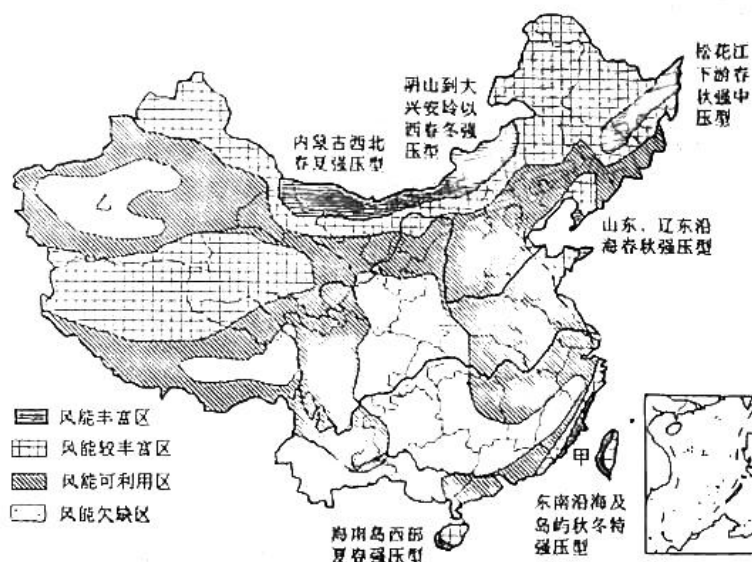 松花江
下游春
秋强中
压型
阴山到大
兴安岭以
西春冬强
压型
内蒙古西北
春夏强压型
乙
山东、辽东沿
海春秋强压型
风能丰富区
风能较丰富区
风能可利用区
风能欠缺区
甲
东南沿海及
岛屿秋冬特
强压型
海南岛西部
夏春强压型